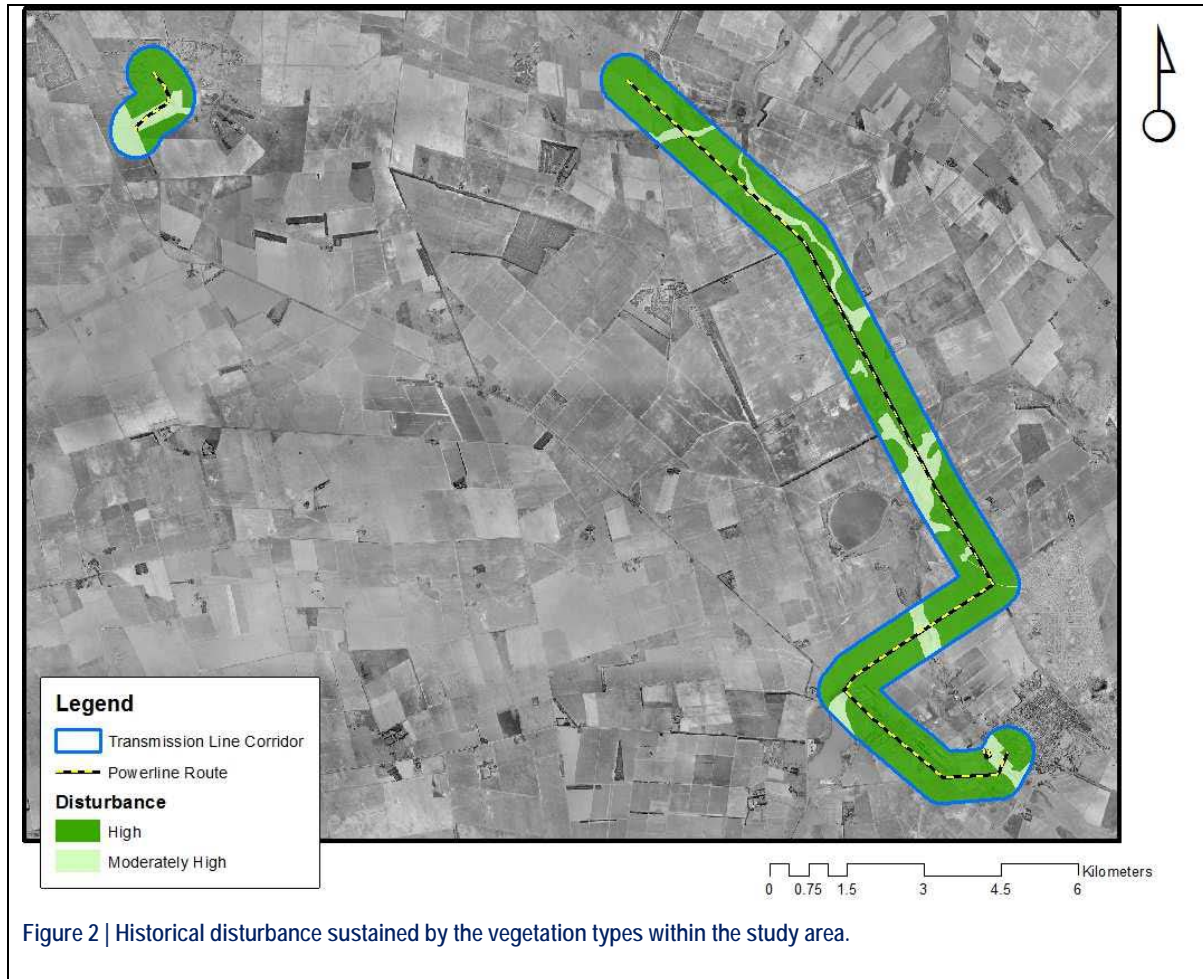 Legend
Transmission Line Corridor
Powerline Route
Disturbance
High
Moderately High
Kilometers
0 0.75 1.5 3 4.5 6
Figure 2 | Historical disturbance sustained by the vegetation types within the study area.